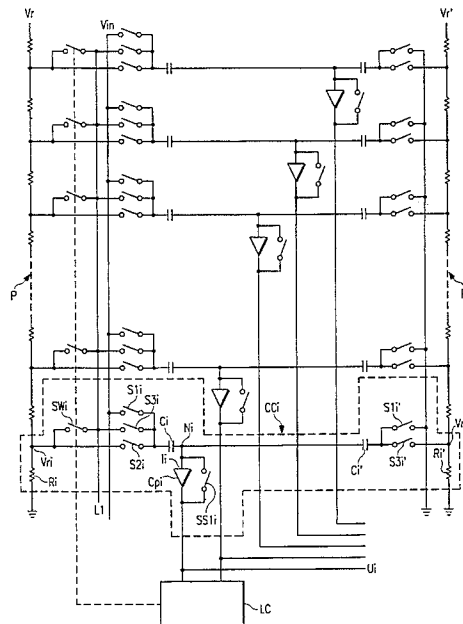 Vr
Vin
Vr'
P
SWi
S1i
S3i
Ci
Ni
CCi
S1i'
Vri
Ii
S2i
Cpi
Ci'
S3i'
Ri'
Ri
SS1i
L1
Ui
LC